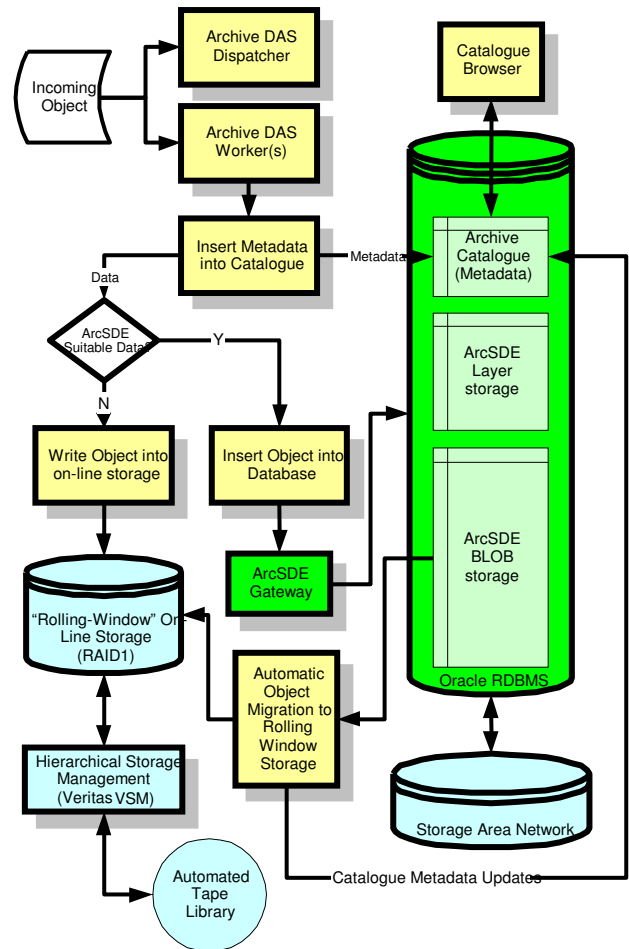 Archive DAS
Dispatcher
Catalogue
Browser
Incoming
Object
Archive DAS
Worker(s)
Insert Metadata
into Catalogue
Metadata
Archive
Catalogue
(Metadata)
Data
ArcSDE
Suitable Data?
Y
ArcSDE
Layer
storage
N
Write Object into
on-line storage
Insert Object into
Database
ArcSDE
BLOB
storage
ArcSDE
Gateway
“Rolling-Window” On-
Line Storage
(RAID1)
Automatic
Object
Migration to
Rolling
Window
Storage
Oracle RDBMS
Hierarchical Storage
Management
(Veritas VSM)
Storage Area Network
Automated
Tape
Library
Catalogue Metadata Updates